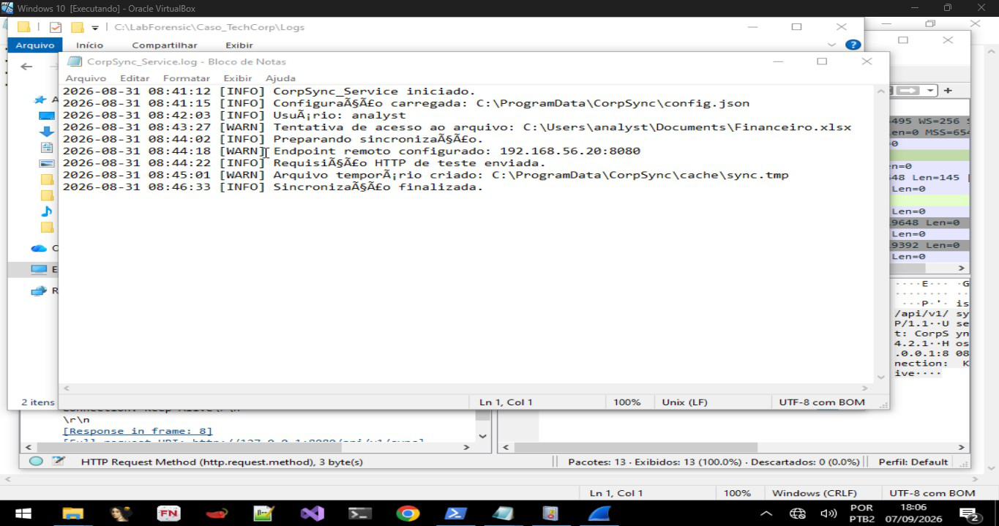 Windows 10 [Executando] - Oracle VirtualBox
C:\LabForensic\Caso_TechCorp\Logs
Arquivo Início Compartilhar Exibir
CorpSync_Service.log - Bloco de Notas
Arquivo Editar Formatar Exibir Ajuda
2026-08-31 08:41:12 [INFO] CorpSync_Service iniciado.
2026-08-31 08:41:15 [INFO] ConfiguraÃ§Ã£o carregada: C:\ProgramData\CorpSync\config.json
2026-08-31 08:42:03 [INFO] UsuÃ¡rio: analyst
2026-08-31 08:43:27 [WARN] Tentativa de acesso ao arquivo: C:\Users\analyst\Documents\Financeiro.xlsx
2026-08-31 08:44:02 [INFO] Preparando sincronizaÃ§Ã£o.
2026-08-31 08:44:18 [WARN] Endpoint remoto configurado: 192.168.56.20:8080
2026-08-31 08:44:22 [INFO] RequisiÃ§Ã£o HTTP de teste enviada.
2026-08-31 08:45:01 [WARN] Arquivo temporÃ¡rio criado: C:\ProgramData\CorpSync\cache\sync.tmp
2026-08-31 08:46:33 [INFO] SincronizaÃ§Ã£o finalizada.
495 WS=256 S
en=0 MSS=654
=0
48 Len=145 |
Len=0
Len=0
9648 Len=0
Len=0
9392 Len=0
Len=0
····E··· ·G
···P·'· is
/api/v1/ sy
P/1.1··U se
t: CorpS yn
4.2.1··H os
.0.0.1:8 08
nection: K
ive····
2 itens
Ln 1, Col 1 100% Unix (LF) UTF-8 com BOM
\r\n
[Response in frame: 8]
[Full request URI: http://127.0.0.1:8080/api/v1/sync]
HTTP Request Method (http.request.method), 3 byte(s)
Pacotes: 13 · Exibidos: 13 (100.0%) · Descartados: 0 (0.0%) Perfil: Default
Ln 1, Col 1 100% Windows (CRLF) UTF-8 com BOM
FN
POR
PTB2
18:06
07/09/2026
2